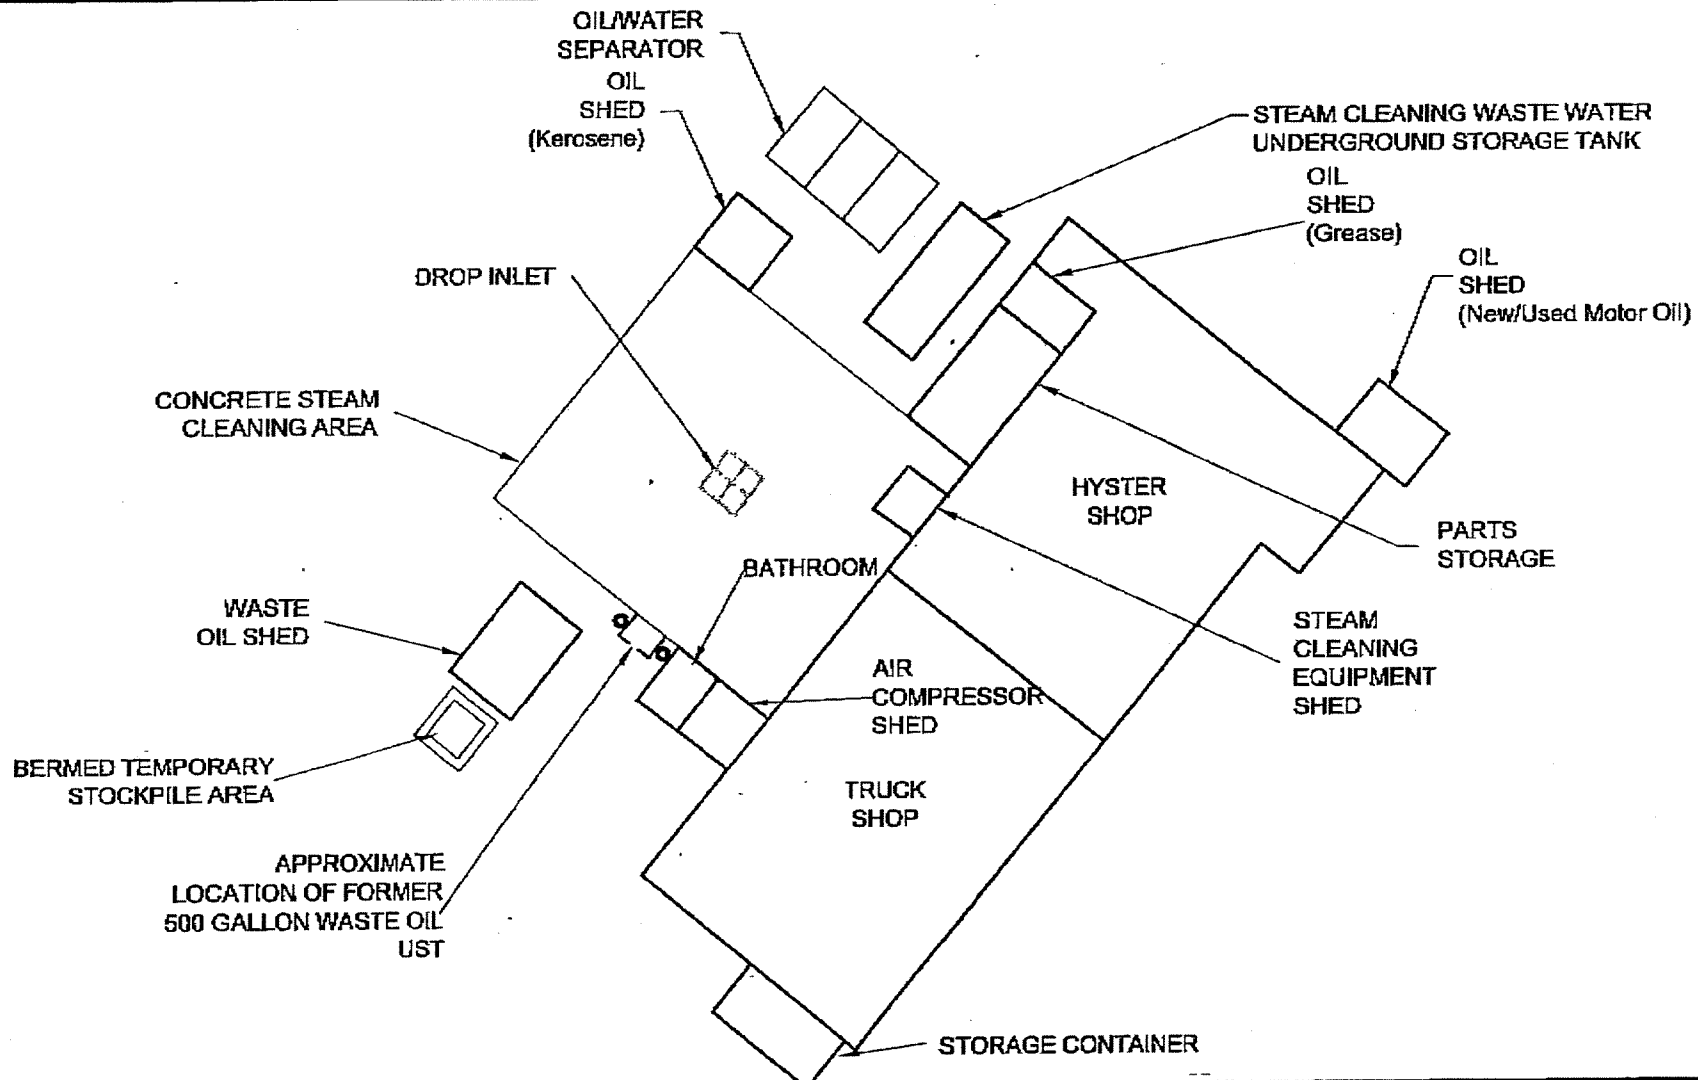 OIL/WATER
SEPARATOR
OIL
SHED
(Kerosene)
STEAM CLEANING WASTE WATER
UNDERGROUND STORAGE TANK
OIL
SHED
(Grease)
OIL
SHED
(New/Used Motor Oil)
DROP INLET
CONCRETE STEAM
CLEANING AREA
HYSTER
SHOP
PARTS
STORAGE
BATHROOM
WASTE
OIL SHED
STEAM
CLEANING
EQUIPMENT
SHED
AIR
COMPRESSOR
SHED
BERMED TEMPORARY
STOCKPILE AREA
TRUCK
SHOP
APPROXIMATE
LOCATION OF FORMER
500 GALLON WASTE OIL
UST
STORAGE CONTAINER